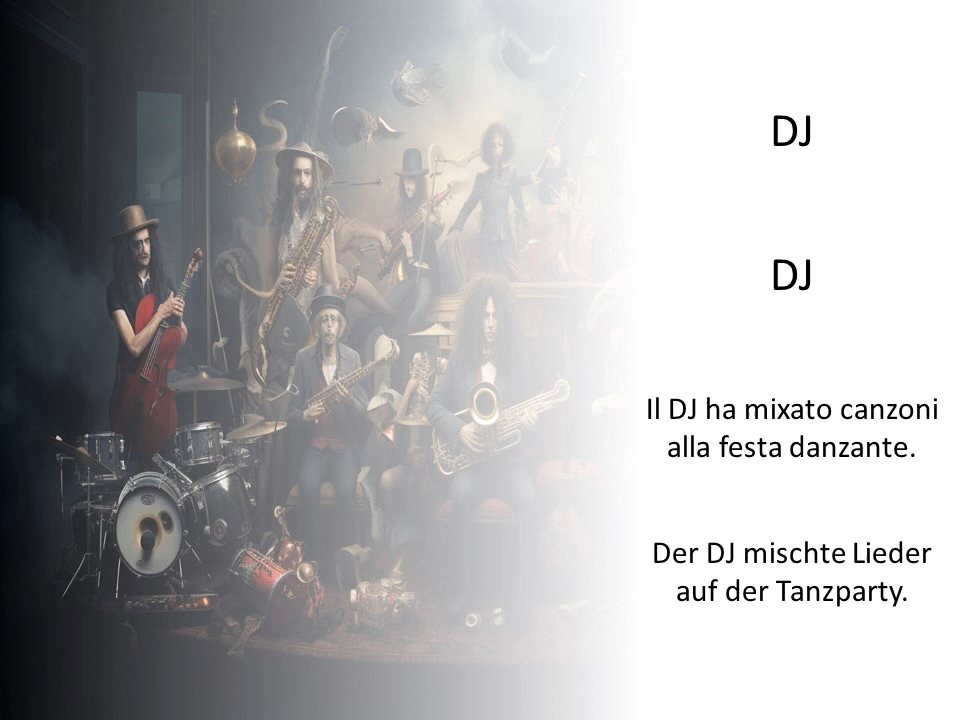 DJ
DJ
Il DJ ha mixato canzoni
alla festa danzante.
Der DJ mischte Lieder
auf der Tanzparty.